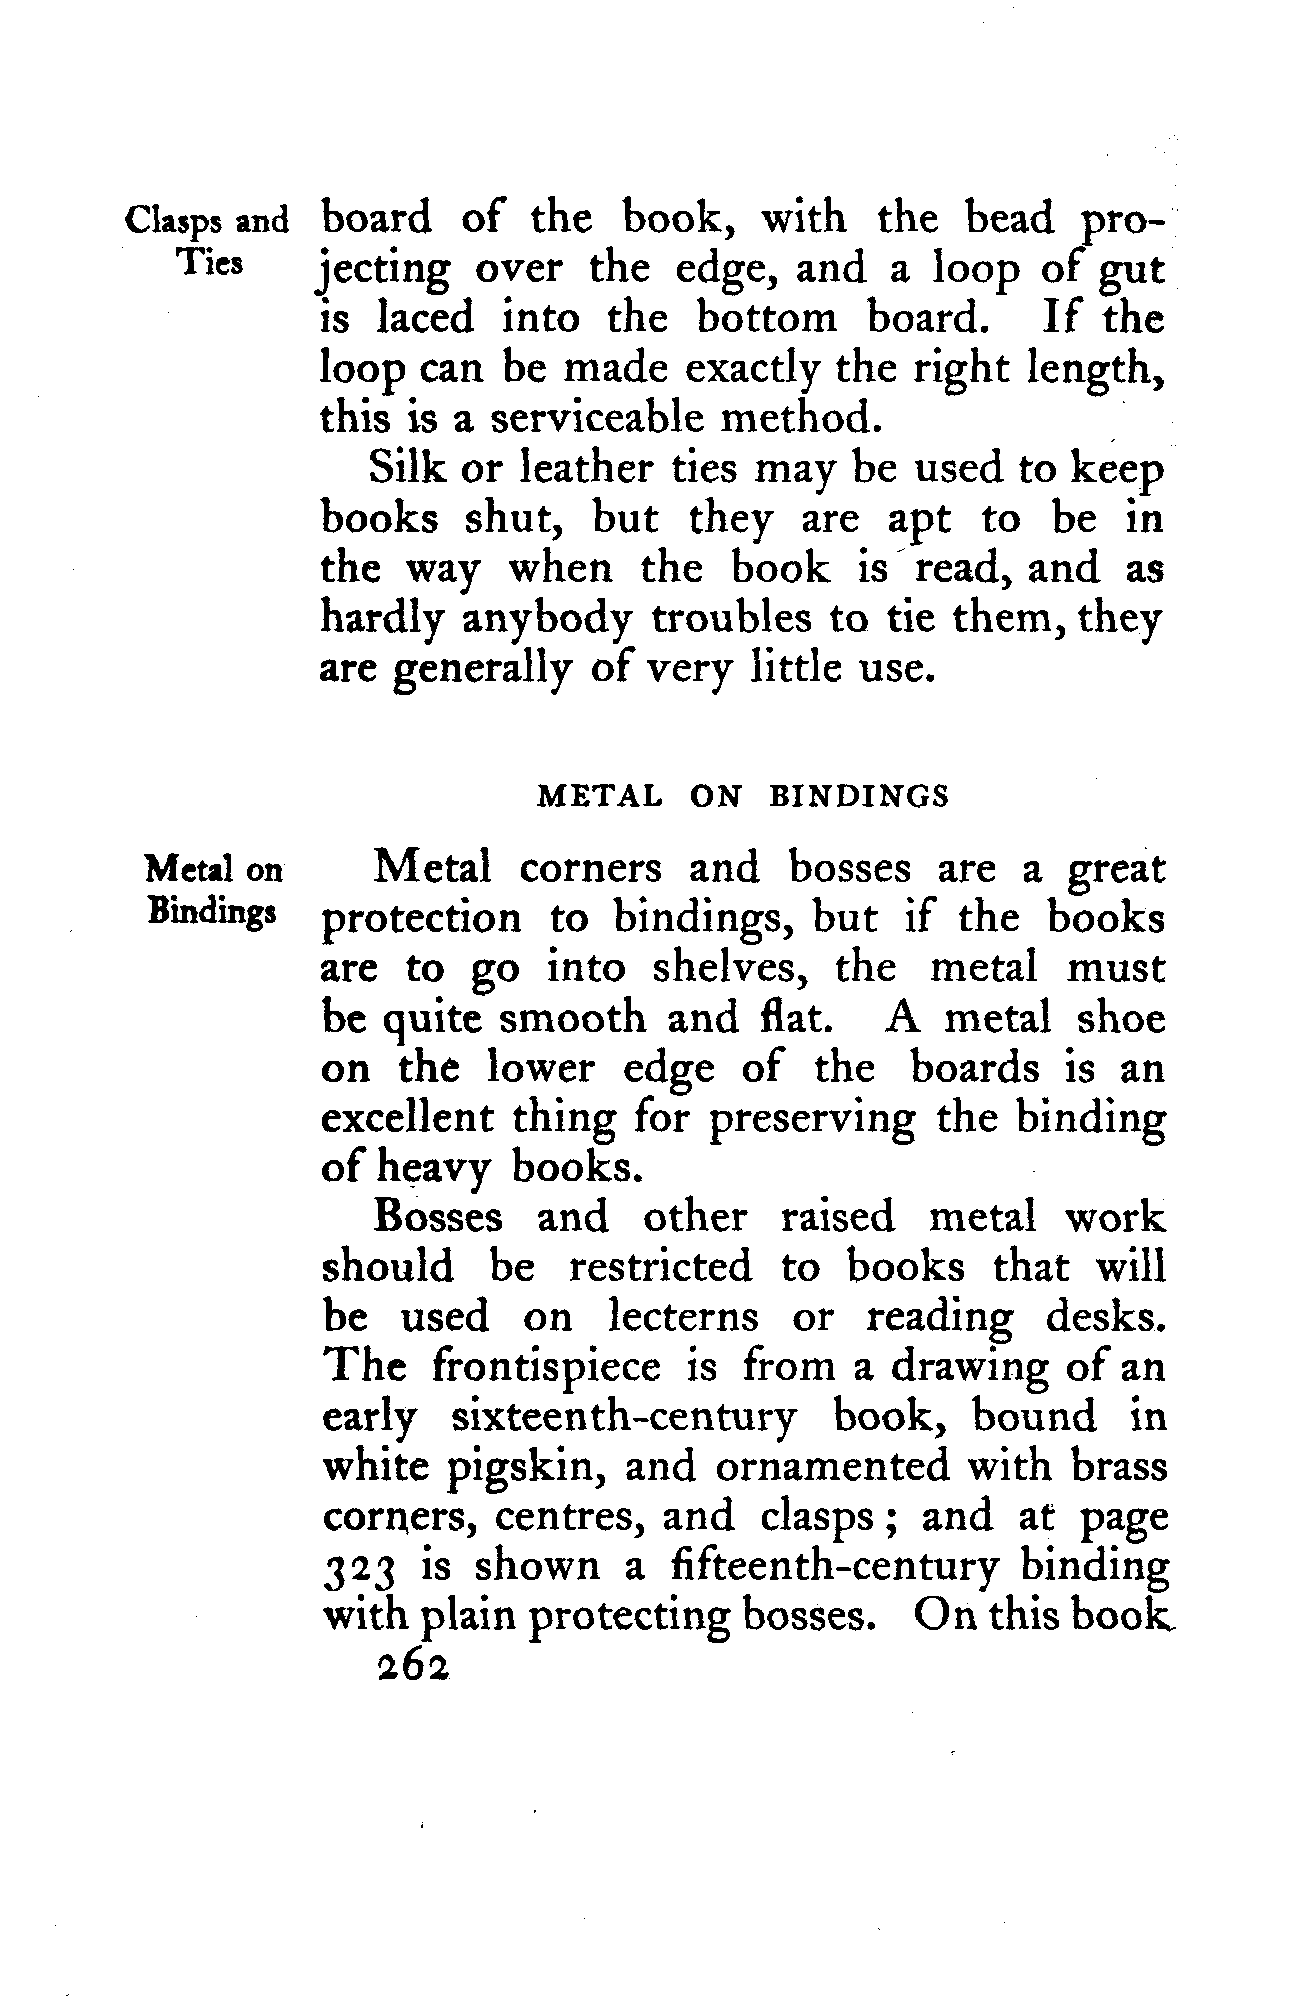 Clasps and
Ties
board of the book, with the bead pro-
jecting over the edge, and a loop of gut
is laced into the bottom board. If the
loop can be made exactly the right length,
this is a serviceable method.
Silk or leather ties may be used to keep
books shut, but they are apt to be in
the way when the book is read, and as
hardly anybody troubles to tie them, they
are generally of very little use.
METAL ON BINDINGS
Metal on
Bindings
Metal corners and bosses are a great
protection to bindings, but if the books
are to go into shelves, the metal must
be quite smooth and flat. A metal shoe
on the lower edge of the boards is an
excellent thing for preserving the binding
of heavy books.
Bosses and other raised metal work
should be restricted to books that will
be used on lecterns or reading desks.
The frontispiece is from a drawing of an
early sixteenth-century book, bound in
white pigskin, and ornamented with brass
corners, centres, and clasps ; and at page
323 is shown a fifteenth-century binding
with plain protecting bosses. On this book
262